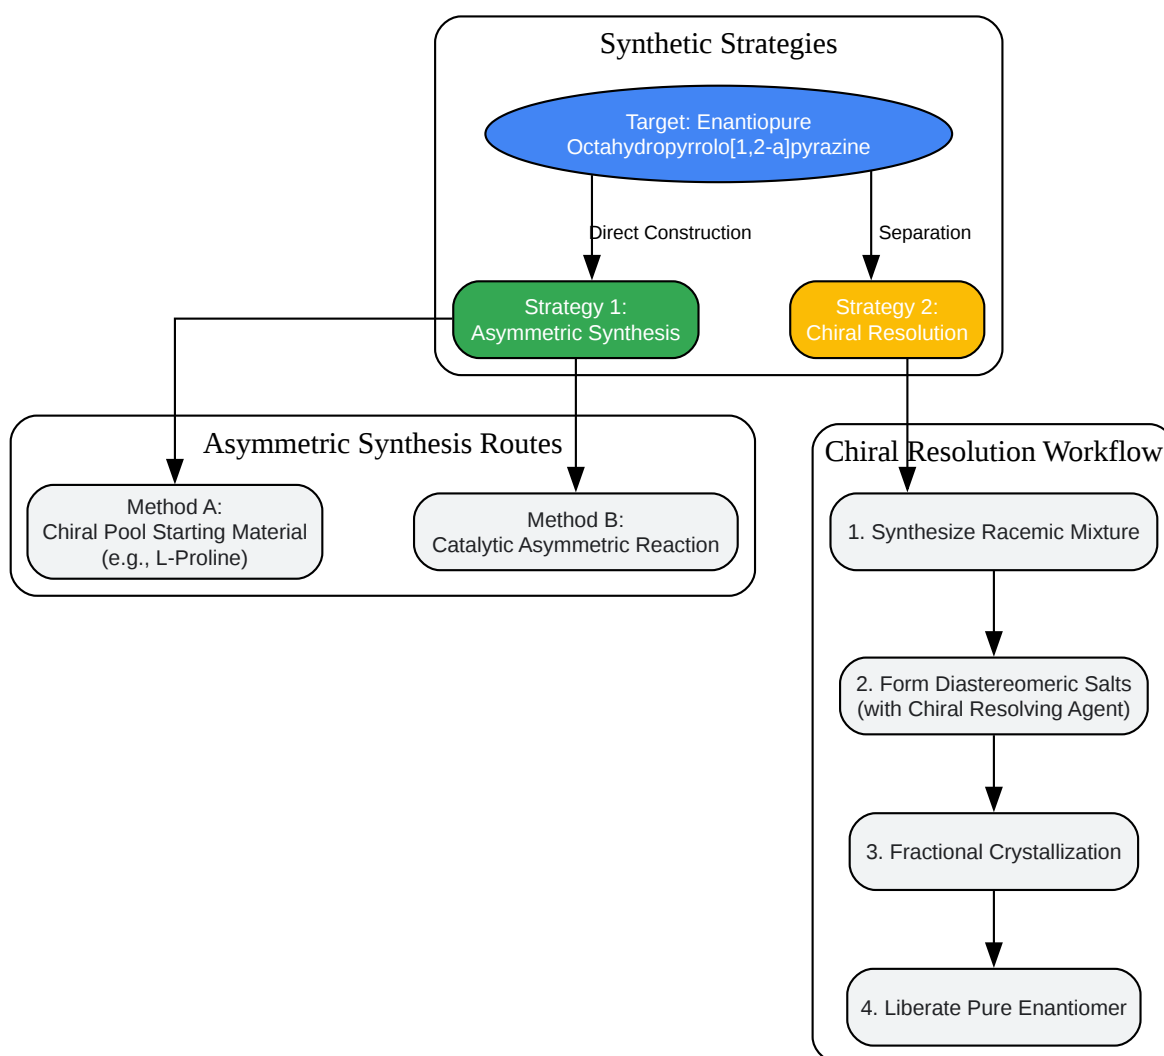 Synthetic Strategies
Target: Enantiopure
Octahydropyrrolo[1,2-a]pyrazine
Direct Construction
Separation
Strategy 1:
Asymmetric Synthesis
Strategy 2:
Chiral Resolution
Asymmetric Synthesis Routes
Method A:
Chiral Pool Starting Material
(e.g., L-Proline)
Method B:
Catalytic Asymmetric Reaction
Chiral Resolution Workflow
1. Synthesize Racemic Mixture
2. Form Diastereomeric Salts
(with Chiral Resolving Agent)
3. Fractional Crystallization
4. Liberate Pure Enantiomer